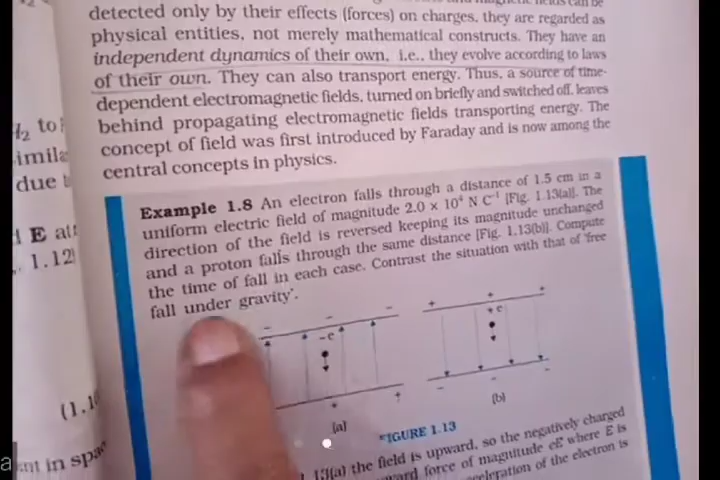 detected only by their effects (forces) on charges, they are regarded as
physical entities, not merely mathematical constructs. They have an
independent dynamics of their own, i.e., they evolve according to laws
of their own. They can also transport energy. Thus, a source of time-
dependent electromagnetic fields, turned on briefly and switched off, leaves
behind propagating electromagnetic fields transporting energy. The
concept of field was first introduced by Faraday and is now among the
central concepts in physics.
due
E
1.12
Example 1.8 An electron falls through a distance of 1.5 cm in a
uniform electric field of magnitude 2.0 × 10⁴ N C⁻¹ [Fig. 1.13(a)]. The
direction of the field is reversed keeping its magnitude unchanged
and a proton falls through the same distance [Fig. 1.13(b)]. Compute
the time of fall in each case. Contrast the situation with that of 'free
fall under gravity'.
- - -
-e
+ +
(a)
+ + +
+e
- - -
(b)
FIGURE 1.13
1.13(a) the field is upward, so the negatively charged
force of magnitude eE where E is
of the electron is